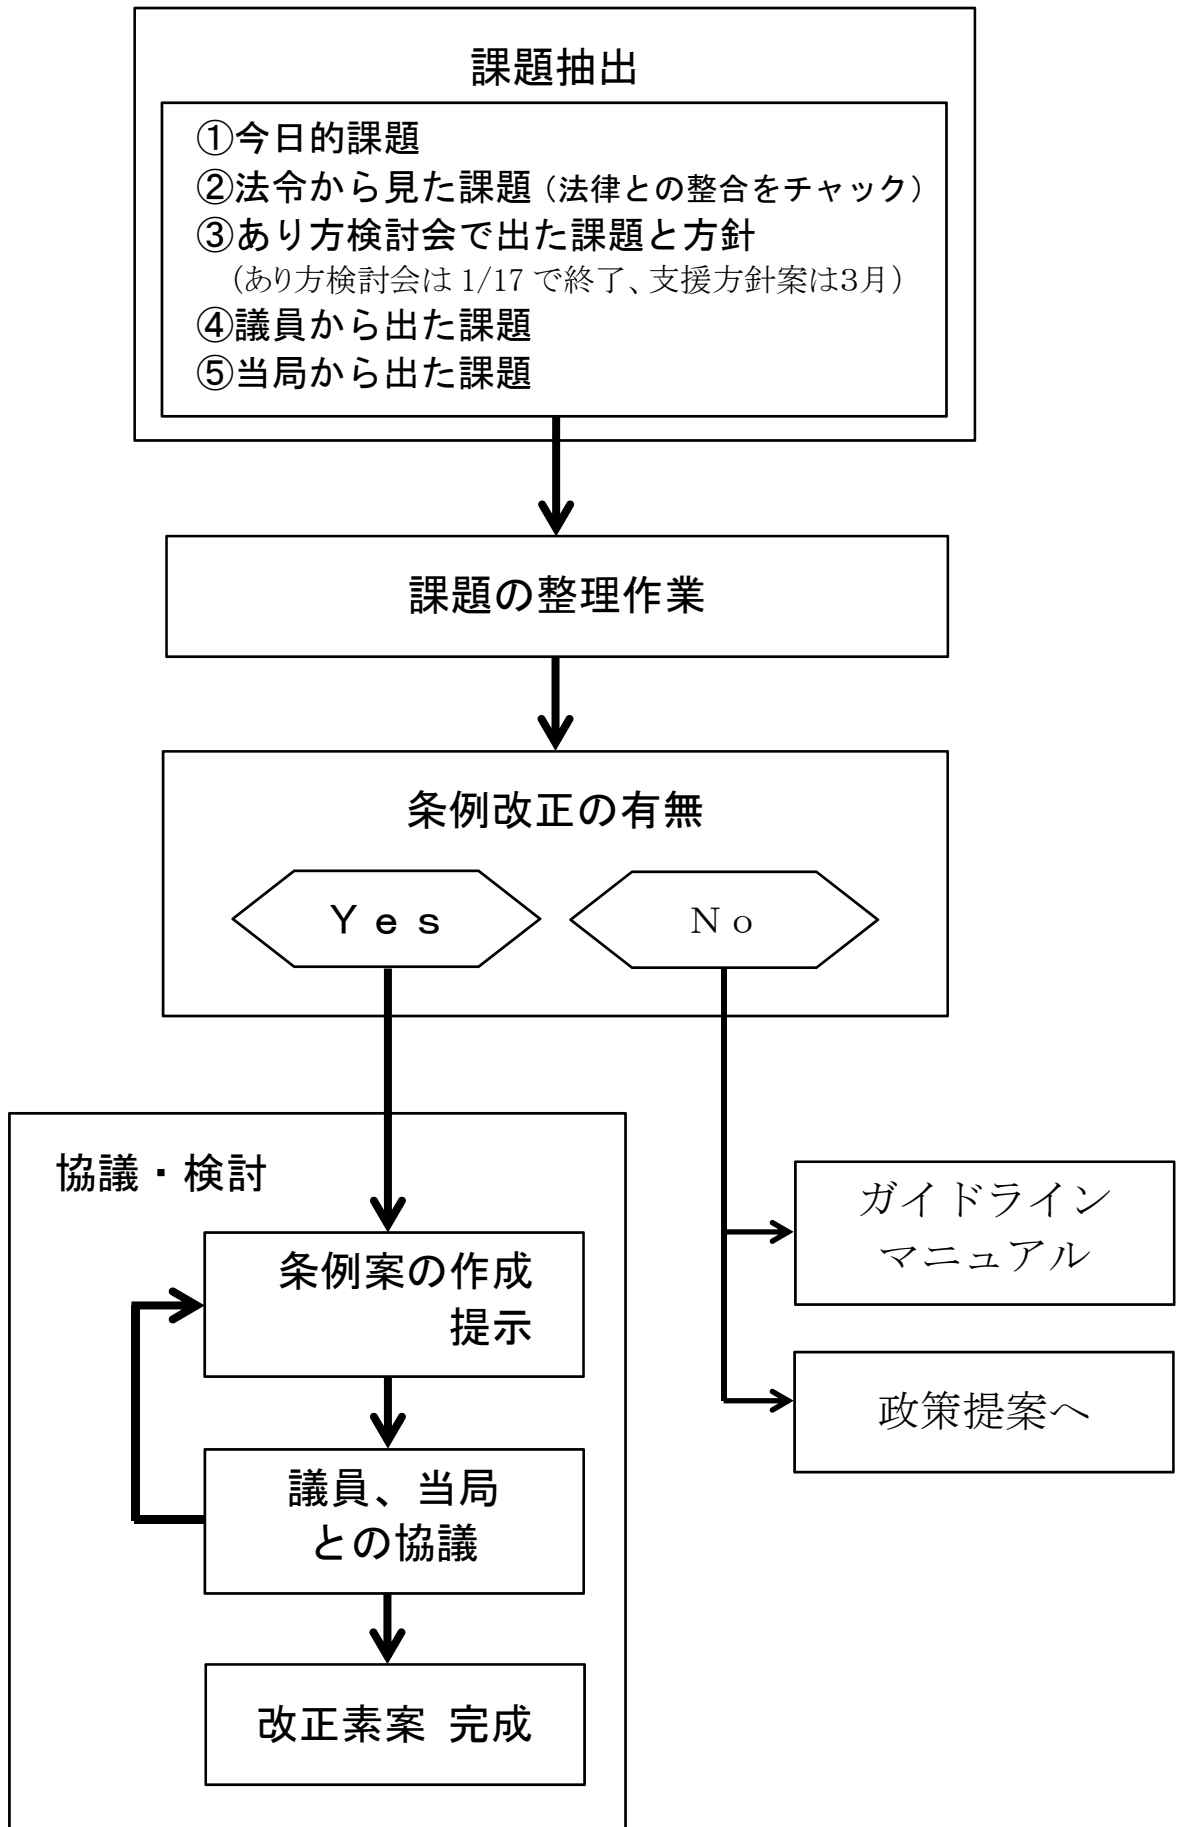 課題抽出
①今日的課題
②法令から見た課題(法律との整合をチャック)
③あり方検討会で出た課題と方針
(あり方検討会は 1/17 で終了、支援方針案は3月)
④議員から出た課題
⑤当局から出た課題
課題の整理作業
条例改正の有無
Yes
No
協議・検討
条例案の作成
提示
議員、当局
との協議
改正素案 完成
ガイドライン
マニュアル
政策提案へ